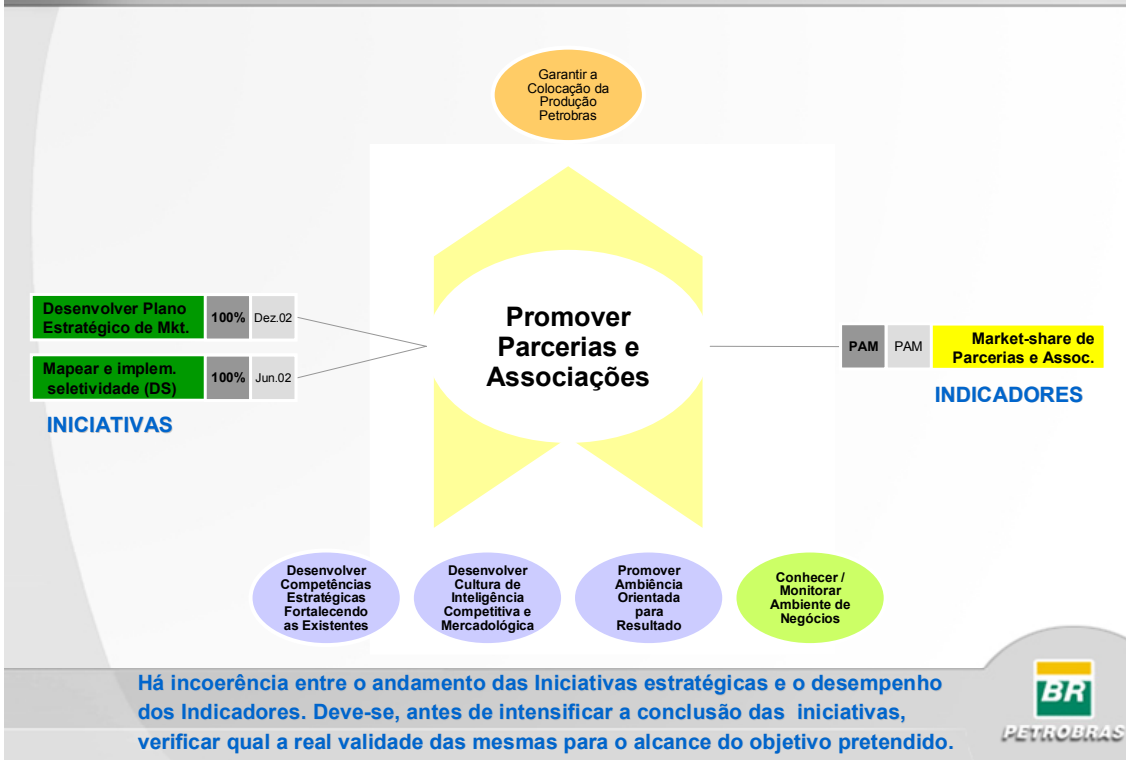 Garantir a
Colocação da
Produção
Petrobras
Desenvolver Plano
Estratégico de Mkt.
100%
Dez.02
Mapear e implem.
seletividade (DS)
100%
Jun.02
INICIATIVAS
Promover
Parcerias e
Associações
PAM
PAM
Market-share de
Parcerias e Assoc.
INDICADORES
Desenvolver
Competências
Estratégicas
Fortalecendo
as Existentes
Desenvolver
Cultura de
Inteligência
Competitiva e
Mercadológica
Promover
Ambiência
Orientada
para
Resultado
Conhecer /
Monitorar
Ambiente de
Negócios
Há incoerência entre o andamento das Iniciativas estratégicas e o desempenho
dos Indicadores. Deve-se, antes de intensificar a conclusão das iniciativas,
verificar qual a real validade das mesmas para o alcance do objetivo pretendido.
BR
PETROBRAS